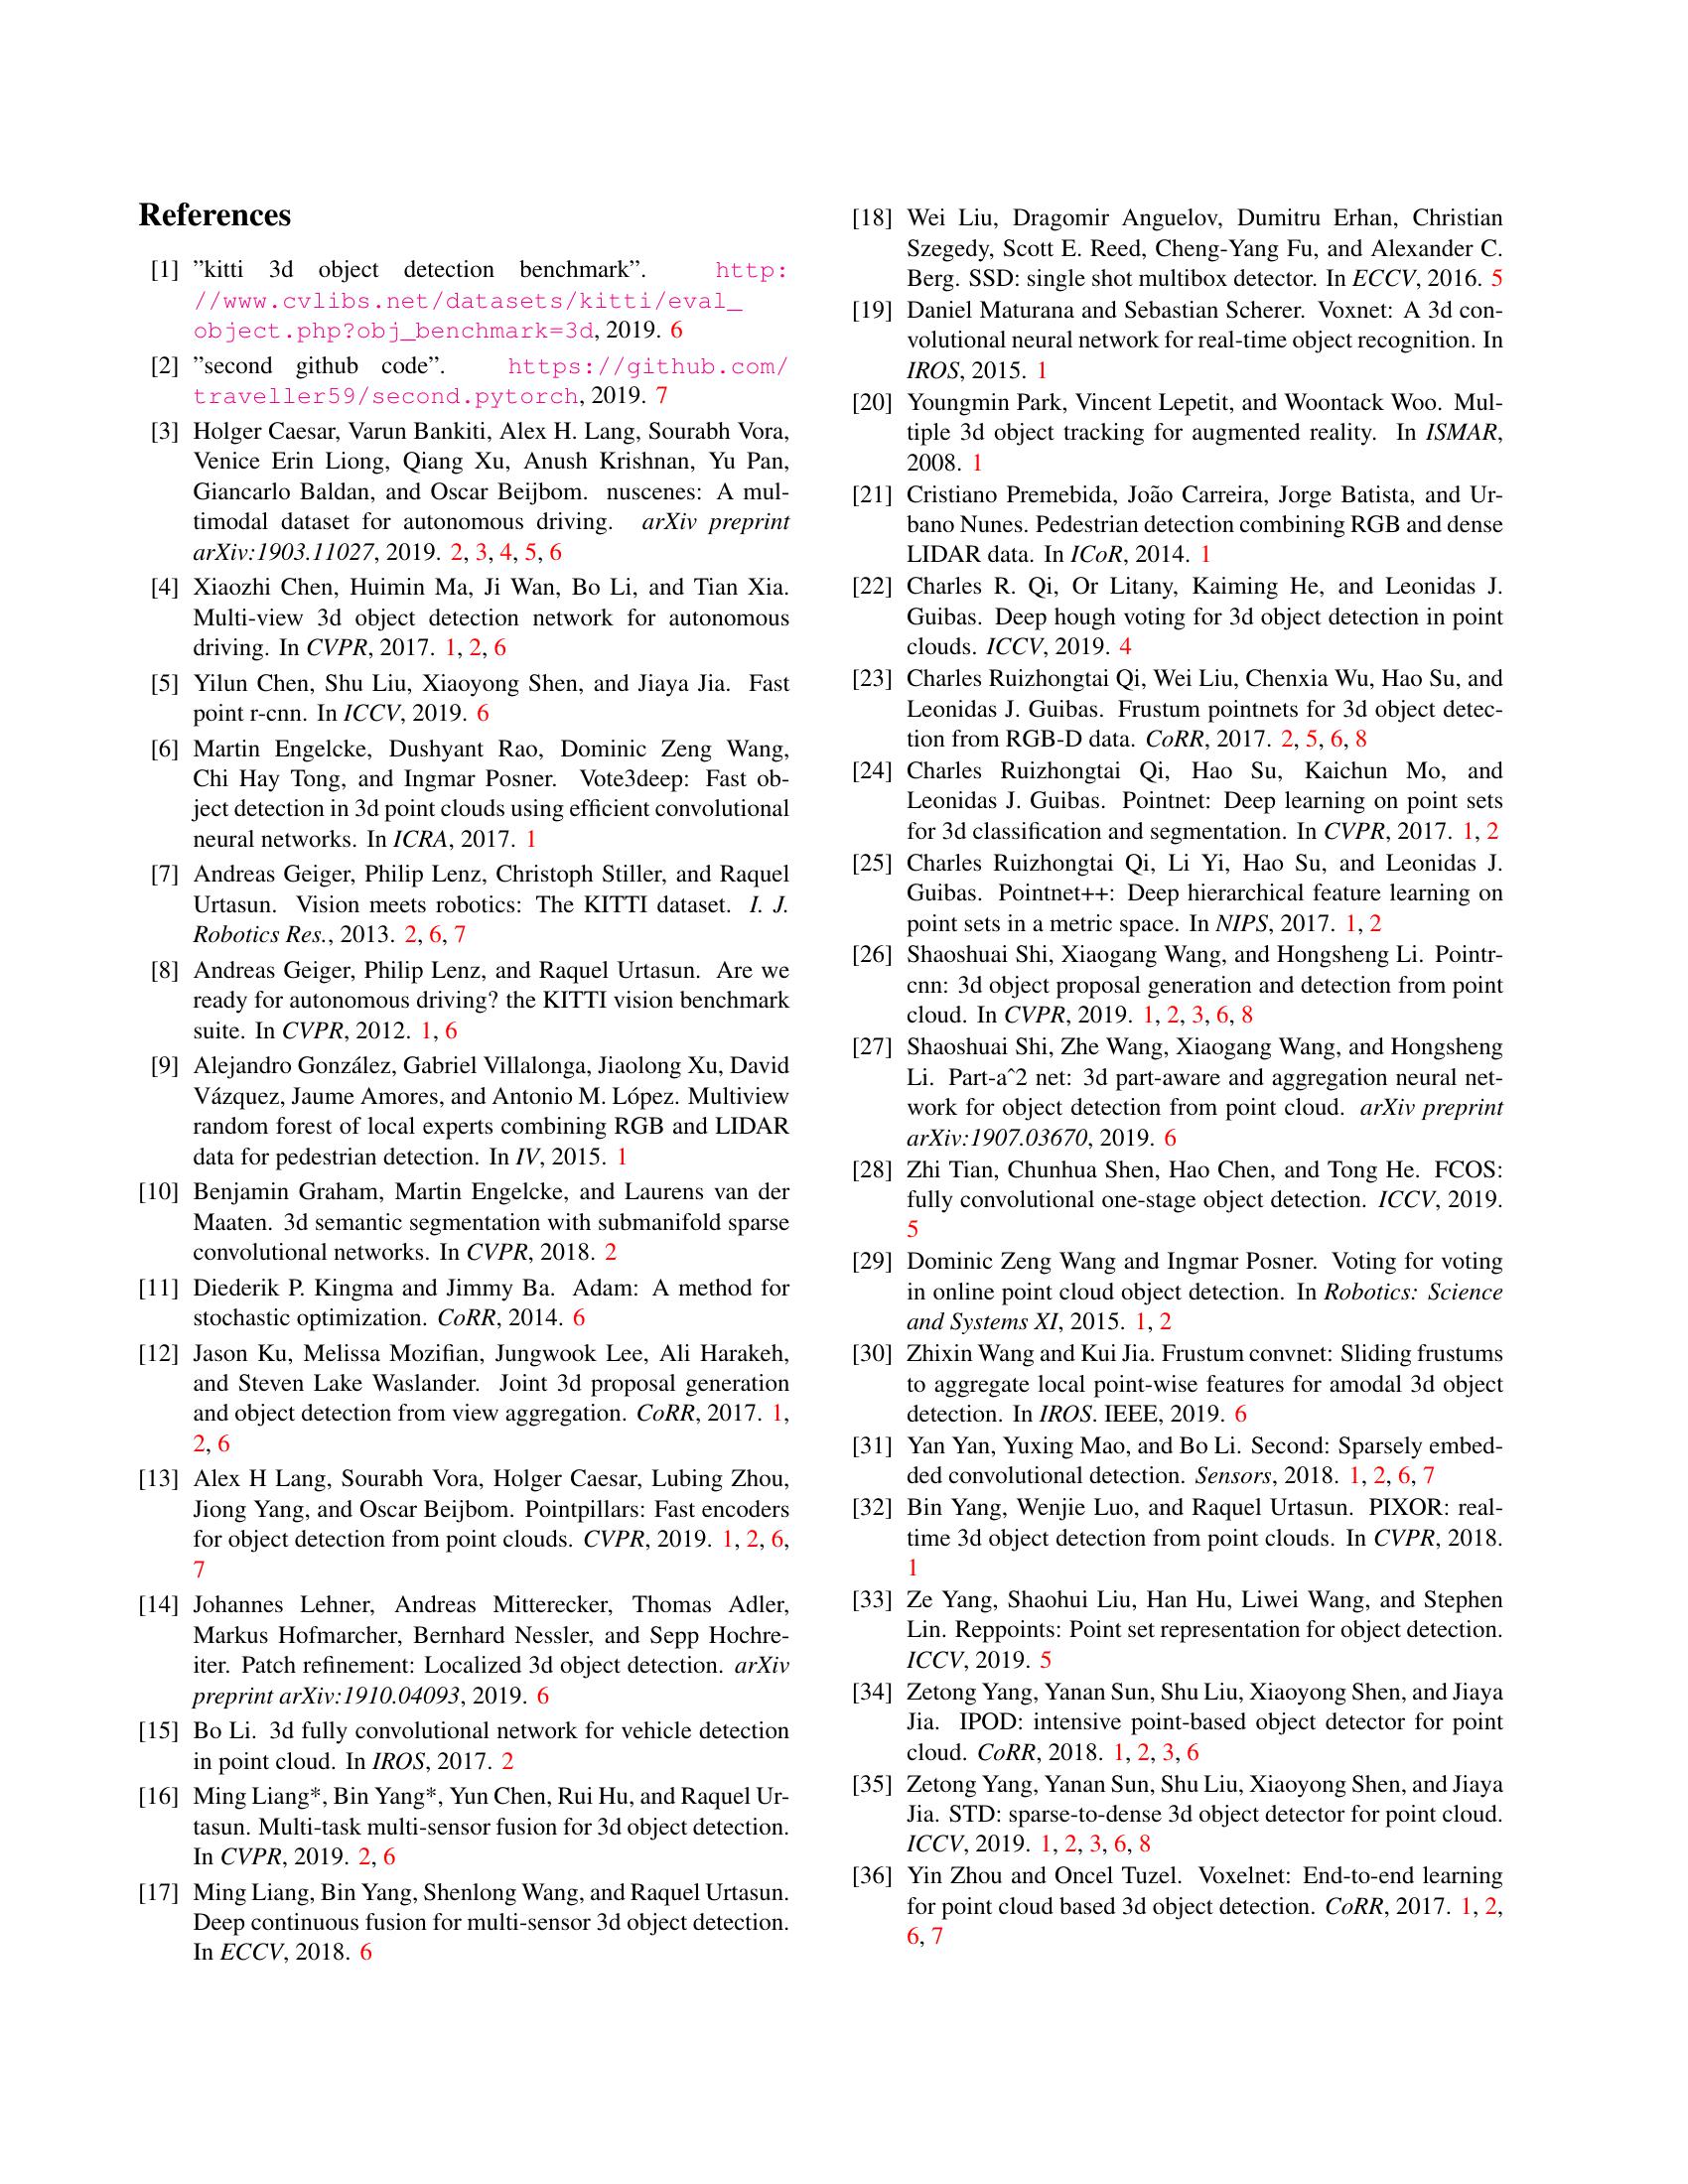 References
[1] ”kitti 3d object detection benchmark”. http:
//www.cvlibs.net/datasets/kitti/eval_
object.php?obj_benchmark=3d, 2019. 6
[2] ”second github code”. https://github.com/
traveller59/second.pytorch, 2019. 7
[3] Holger Caesar, Varun Bankiti, Alex H. Lang, Sourabh Vora,
Venice Erin Liong, Qiang Xu, Anush Krishnan, Yu Pan,
Giancarlo Baldan, and Oscar Beijbom. nuscenes: A mul-
timodal dataset for autonomous driving. arXiv preprint
arXiv:1903.11027, 2019. 2, 3, 4, 5, 6
[4] Xiaozhi Chen, Huimin Ma, Ji Wan, Bo Li, and Tian Xia.
Multi-view 3d object detection network for autonomous
driving. In CVPR, 2017. 1, 2, 6
[5] Yilun Chen, Shu Liu, Xiaoyong Shen, and Jiaya Jia. Fast
point r-cnn. In ICCV, 2019. 6
[6] Martin Engelcke, Dushyant Rao, Dominic Zeng Wang,
Chi Hay Tong, and Ingmar Posner. Vote3deep: Fast ob-
ject detection in 3d point clouds using efficient convolutional
neural networks. In ICRA, 2017. 1
[7] Andreas Geiger, Philip Lenz, Christoph Stiller, and Raquel
Urtasun. Vision meets robotics: The KITTI dataset. I. J.
Robotics Res., 2013. 2, 6, 7
[8] Andreas Geiger, Philip Lenz, and Raquel Urtasun. Are we
ready for autonomous driving? the KITTI vision benchmark
suite. In CVPR, 2012. 1, 6
[9] Alejandro González, Gabriel Villalonga, Jiaolong Xu, David
Vázquez, Jaume Amores, and Antonio M. López. Multiview
random forest of local experts combining RGB and LIDAR
data for pedestrian detection. In IV, 2015. 1
[10] Benjamin Graham, Martin Engelcke, and Laurens van der
Maaten. 3d semantic segmentation with submanifold sparse
convolutional networks. In CVPR, 2018. 2
[11] Diederik P. Kingma and Jimmy Ba. Adam: A method for
stochastic optimization. CoRR, 2014. 6
[12] Jason Ku, Melissa Mozifian, Jungwook Lee, Ali Harakeh,
and Steven Lake Waslander. Joint 3d proposal generation
and object detection from view aggregation. CoRR, 2017. 1,
2, 6
[13] Alex H Lang, Sourabh Vora, Holger Caesar, Lubing Zhou,
Jiong Yang, and Oscar Beijbom. Pointpillars: Fast encoders
for object detection from point clouds. CVPR, 2019. 1, 2, 6,
7
[14] Johannes Lehner, Andreas Mitterecker, Thomas Adler,
Markus Hofmarcher, Bernhard Nessler, and Sepp Hochre-
iter. Patch refinement: Localized 3d object detection. arXiv
preprint arXiv:1910.04093, 2019. 6
[15] Bo Li. 3d fully convolutional network for vehicle detection
in point cloud. In IROS, 2017. 2
[16] Ming Liang*, Bin Yang*, Yun Chen, Rui Hu, and Raquel Ur-
tasun. Multi-task multi-sensor fusion for 3d object detection.
In CVPR, 2019. 2, 6
[17] Ming Liang, Bin Yang, Shenlong Wang, and Raquel Urtasun.
Deep continuous fusion for multi-sensor 3d object detection.
In ECCV, 2018. 6
[18] Wei Liu, Dragomir Anguelov, Dumitru Erhan, Christian
Szegedy, Scott E. Reed, Cheng-Yang Fu, and Alexander C.
Berg. SSD: single shot multibox detector. In ECCV, 2016. 5
[19] Daniel Maturana and Sebastian Scherer. Voxnet: A 3d con-
volutional neural network for real-time object recognition. In
IROS, 2015. 1
[20] Youngmin Park, Vincent Lepetit, and Woontack Woo. Mul-
tiple 3d object tracking for augmented reality. In ISMAR,
2008. 1
[21] Cristiano Premebida, João Carreira, Jorge Batista, and Ur-
bano Nunes. Pedestrian detection combining RGB and dense
LIDAR data. In ICoR, 2014. 1
[22] Charles R. Qi, Or Litany, Kaiming He, and Leonidas J.
Guibas. Deep hough voting for 3d object detection in point
clouds. ICCV, 2019. 4
[23] Charles Ruizhongtai Qi, Wei Liu, Chenxia Wu, Hao Su, and
Leonidas J. Guibas. Frustum pointnets for 3d object detec-
tion from RGB-D data. CoRR, 2017. 2, 5, 6, 8
[24] Charles Ruizhongtai Qi, Hao Su, Kaichun Mo, and
Leonidas J. Guibas. Pointnet: Deep learning on point sets
for 3d classification and segmentation. In CVPR, 2017. 1, 2
[25] Charles Ruizhongtai Qi, Li Yi, Hao Su, and Leonidas J.
Guibas. Pointnet++: Deep hierarchical feature learning on
point sets in a metric space. In NIPS, 2017. 1, 2
[26] Shaoshuai Shi, Xiaogang Wang, and Hongsheng Li. Pointr-
cnn: 3d object proposal generation and detection from point
cloud. In CVPR, 2019. 1, 2, 3, 6, 8
[27] Shaoshuai Shi, Zhe Wang, Xiaogang Wang, and Hongsheng
Li. Part-aˆ2 net: 3d part-aware and aggregation neural net-
work for object detection from point cloud. arXiv preprint
arXiv:1907.03670, 2019. 6
[28] Zhi Tian, Chunhua Shen, Hao Chen, and Tong He. FCOS:
fully convolutional one-stage object detection. ICCV, 2019.
5
[29] Dominic Zeng Wang and Ingmar Posner. Voting for voting
in online point cloud object detection. In Robotics: Science
and Systems XI, 2015. 1, 2
[30] Zhixin Wang and Kui Jia. Frustum convnet: Sliding frustums
to aggregate local point-wise features for amodal 3d object
detection. In IROS. IEEE, 2019. 6
[31] Yan Yan, Yuxing Mao, and Bo Li. Second: Sparsely embed-
ded convolutional detection. Sensors, 2018. 1, 2, 6, 7
[32] Bin Yang, Wenjie Luo, and Raquel Urtasun. PIXOR: real-
time 3d object detection from point clouds. In CVPR, 2018.
1
[33] Ze Yang, Shaohui Liu, Han Hu, Liwei Wang, and Stephen
Lin. Reppoints: Point set representation for object detection.
ICCV, 2019. 5
[34] Zetong Yang, Yanan Sun, Shu Liu, Xiaoyong Shen, and Jiaya
Jia. IPOD: intensive point-based object detector for point
cloud. CoRR, 2018. 1, 2, 3, 6
[35] Zetong Yang, Yanan Sun, Shu Liu, Xiaoyong Shen, and Jiaya
Jia. STD: sparse-to-dense 3d object detector for point cloud.
ICCV, 2019. 1, 2, 3, 6, 8
[36] Yin Zhou and Oncel Tuzel. Voxelnet: End-to-end learning
for point cloud based 3d object detection. CoRR, 2017. 1, 2,
6, 7